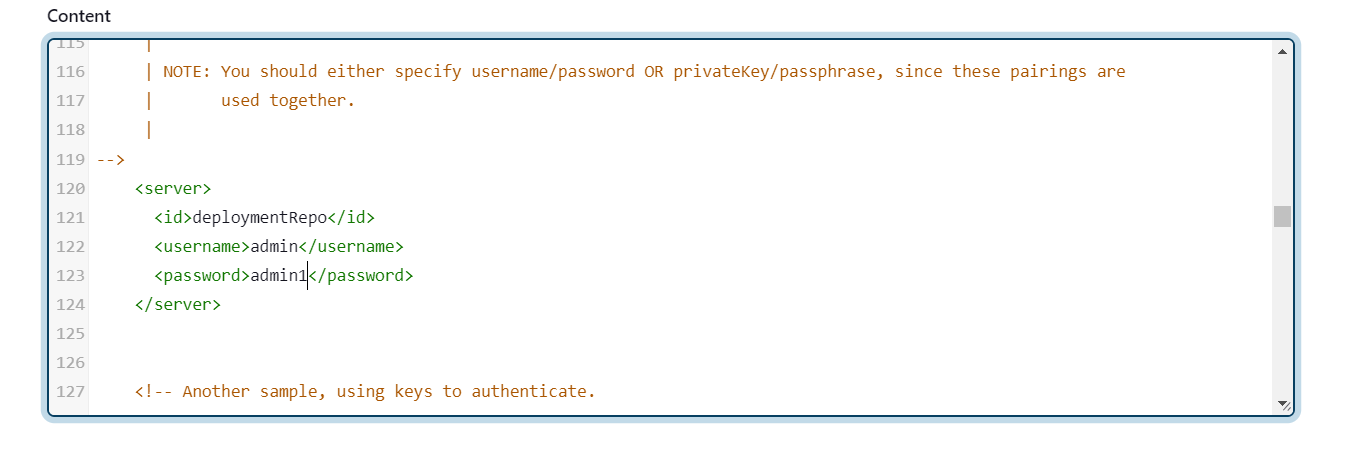 Content
115 |
116 | NOTE: You should either specify username/password OR privateKey/passphrase, since these pairings are
117 | used together.
118 |
119 -->
120 <server>
121 <id>deploymentRepo</id>
122 <username>admin</username>
123 <password>admin1</password>
124 </server>
125
126
127 <!-- Another sample, using keys to authenticate.